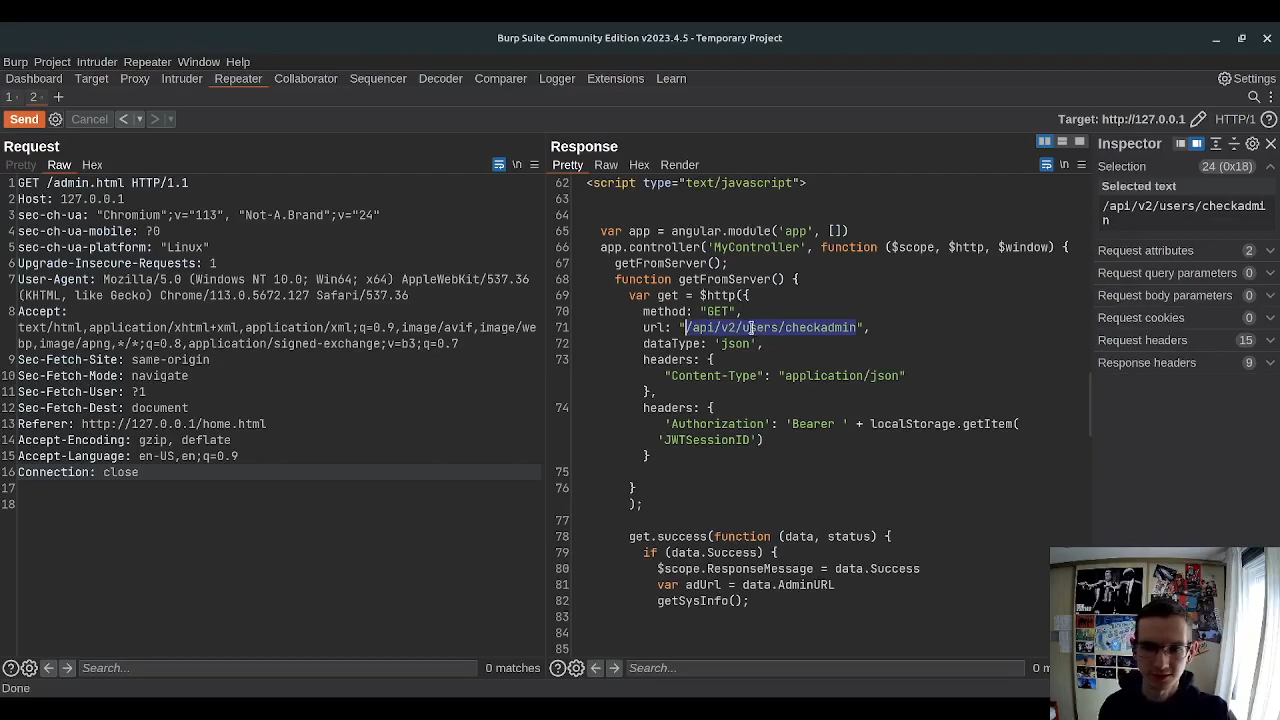 Burp Suite Community Edition v2023.4.5 - Temporary Project
Burp Project Intruder Repeater Window Help
Dashboard Target Proxy Intruder Repeater Collaborator Sequencer Decoder Comparer Logger Extensions Learn Settings
1 2
Send Cancel Target: http://127.0.0.1 HTTP/1
Request
Pretty Raw Hex \n
1 GET /admin.html HTTP/1.1
2 Host: 127.0.0.1
3 sec-ch-ua: "Chromium";v="113", "Not-A.Brand";v="24"
4 sec-ch-ua-mobile: ?0
5 sec-ch-ua-platform: "Linux"
6 Upgrade-Insecure-Requests: 1
7 User-Agent: Mozilla/5.0 (Windows NT 10.0; Win64; x64) AppleWebKit/537.36
(KHTML, like Gecko) Chrome/113.0.5672.127 Safari/537.36
8 Accept:
text/html,application/xhtml+xml,application/xml;q=0.9,image/avif,image/we
bp,image/apng,*/*;q=0.8,application/signed-exchange;v=b3;q=0.7
9 Sec-Fetch-Site: same-origin
10 Sec-Fetch-Mode: navigate
11 Sec-Fetch-User: ?1
12 Sec-Fetch-Dest: document
13 Referer: http://127.0.0.1/home.html
14 Accept-Encoding: gzip, deflate
15 Accept-Language: en-US,en;q=0.9
16 Connection: close
17
18
Search... 0 matches
Response
Pretty Raw Hex Render \n
62 <script type="text/javascript">
63
64
65 var app = angular.module('app', [])
66 app.controller('MyController', function ($scope, $http, $window) {
67 getFromServer();
68 function getFromServer() {
69 var get = $http({
70 method: "GET",
71 url: "/api/v2/users/checkadmin",
72 dataType: 'json',
73 headers: {
"Content-Type": "application/json"
},
74 headers: {
'Authorization': 'Bearer ' + localStorage.getItem(
'JWTSessionID')
}
75
76 }
);
77
78 get.success(function (data, status) {
79 if (data.Success) {
80 $scope.ResponseMessage = data.Success
81 var adUrl = data.AdminURL
82 getSysInfo();
83
84
85
Search... 0 m
Inspector
Selection 24 (0x18)
Selected text
/api/v2/users/checkadmi
n
Request attributes 2
Request query parameters 0
Request body parameters 0
Request cookies 0
Request headers 15
Response headers 9
Done